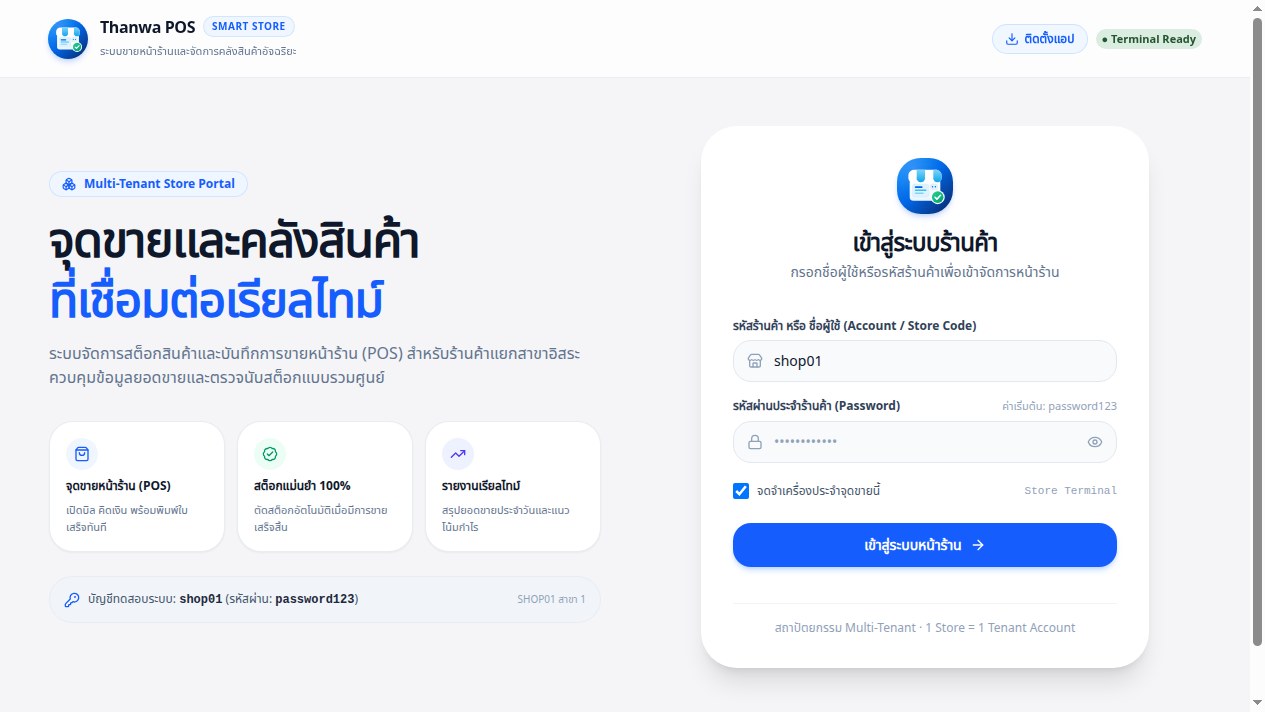 Thanwa POS SMART STORE
ระบบขายหน้าร้านและจัดการคลังสินค้าอัจฉริยะ
ติดตั้งแอป
● Terminal Ready
Multi-Tenant Store Portal
จุดขายและคลังสินค้า
ที่เชื่อมต่อเรียลไทม์
ระบบจัดการสต็อกสินค้าและบันทึกการขายหน้าร้าน (POS) สำหรับร้านค้าแยกสาขาอิสระ
ควบคุมข้อมูลยอดขายและตรวจนับสต็อกแบบรวมศูนย์
จุดขายหน้าร้าน (POS)
เปิดบิล คิดเงิน พร้อมพิมพ์ใบ
เสร็จทันที
สต็อกแม่นยำ 100%
ตัดสต็อกอัตโนมัติเมื่อมีการขาย
เสร็จสิ้น
รายงานเรียลไทม์
สรุปยอดขายประจำวันและแนว
โน้มกำไร
บัญชีทดสอบระบบ: shop01 (รหัสผ่าน: password123)
SHOP01 สาขา 1
เข้าสู่ระบบร้านค้า
กรอกชื่อผู้ใช้หรือรหัสร้านค้าเพื่อเข้าจัดการหน้าร้าน
รหัสร้านค้า หรือ ชื่อผู้ใช้ (Account / Store Code)
shop01
รหัสผ่านประจำร้านค้า (Password)
ค่าเริ่มต้น: password123
••••••••••••
จดจำเครื่องประจำจุดขายนี้
Store Terminal
เข้าสู่ระบบหน้าร้าน →
สถาปัตยกรรม Multi-Tenant · 1 Store = 1 Tenant Account